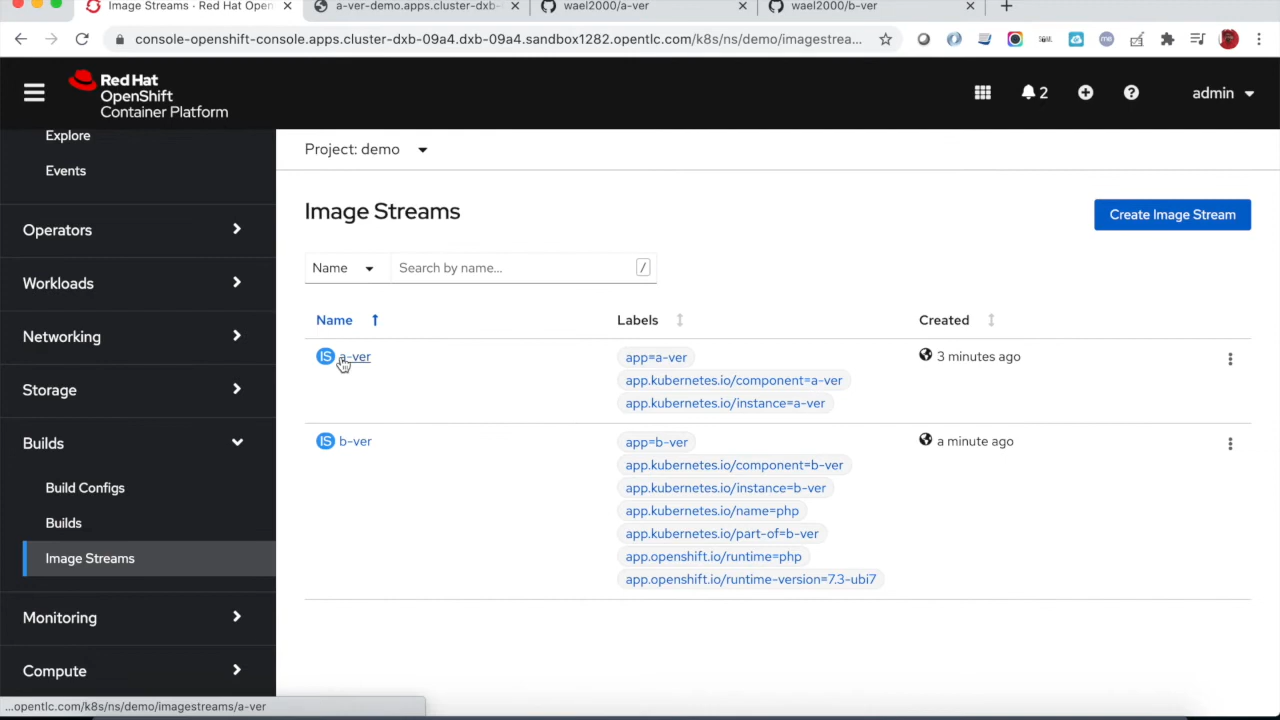 Image Streams · Red Hat Open
a-ver-demo.apps.cluster-dxb-
wael2000/a-ver
wael2000/b-ver
console-openshift-console.apps.cluster-dxb-09a4.dxb-09a4.sandbox1282.opentlc.com/k8s/ns/demo/imagestrea...
Red Hat
OpenShift
Container Platform
2
admin
Explore
Events
Operators
Workloads
Networking
Storage
Builds
Build Configs
Builds
Image Streams
Monitoring
Compute
Project: demo
Image Streams
Create Image Stream
Name
Search by name...
/
Name
Labels
Created
IS a-ver
app=a-ver
app.kubernetes.io/component=a-ver
app.kubernetes.io/instance=a-ver
3 minutes ago
IS b-ver
app=b-ver
app.kubernetes.io/component=b-ver
app.kubernetes.io/instance=b-ver
app.kubernetes.io/name=php
app.kubernetes.io/part-of=b-ver
app.openshift.io/runtime=php
app.openshift.io/runtime-version=7.3-ubi7
a minute ago
...opentlc.com/k8s/ns/demo/imagestreams/a-ver